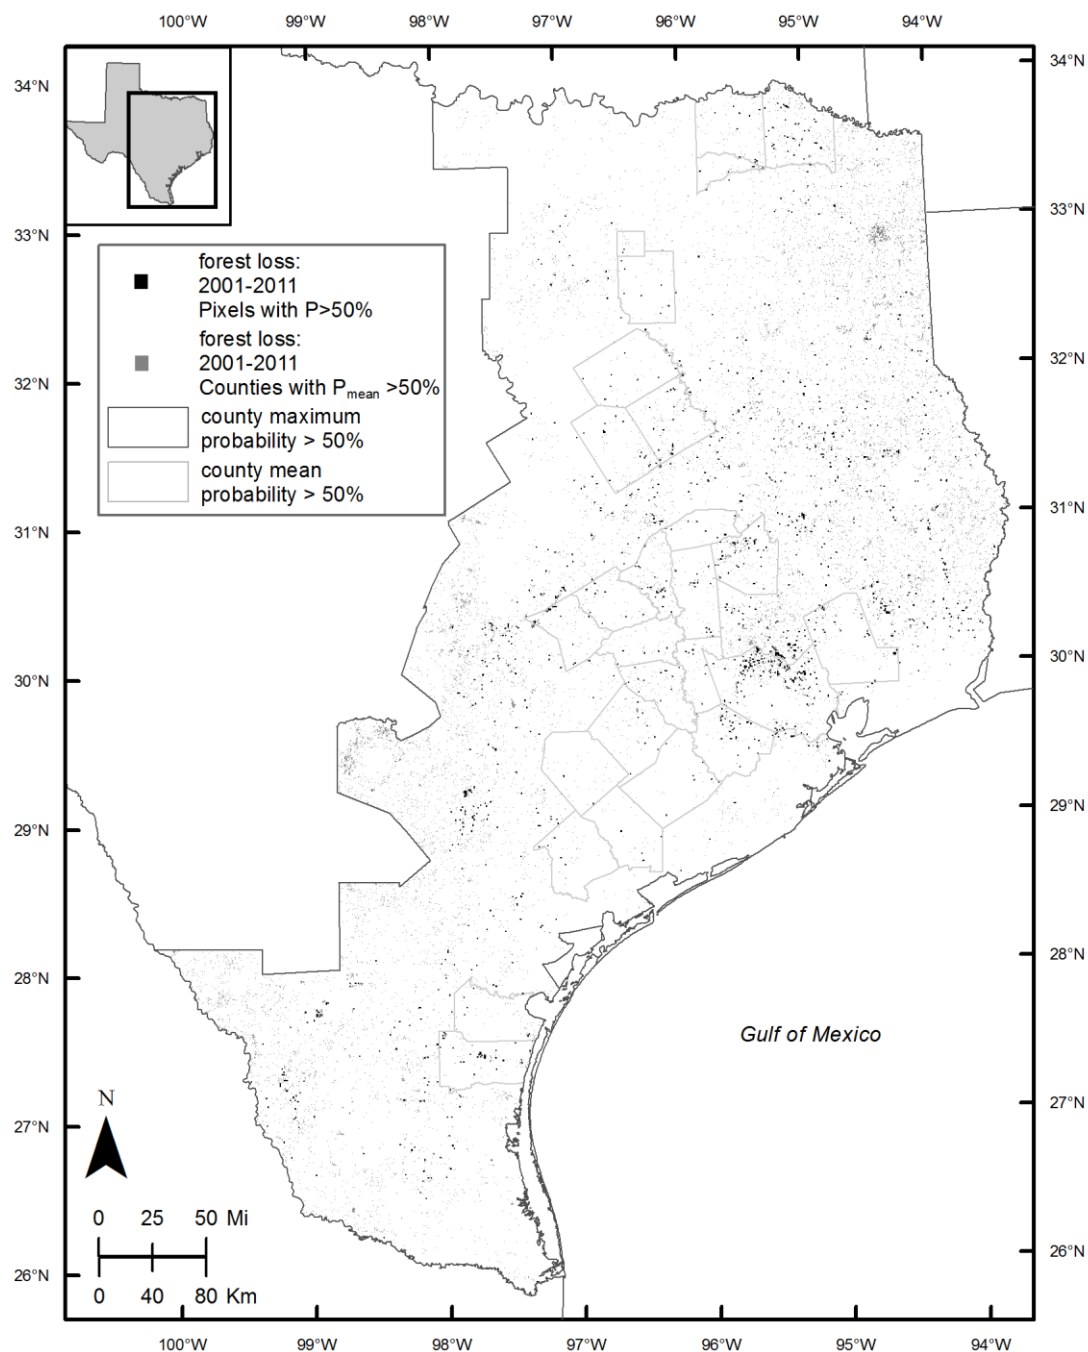 100°W 99°W 98°W 97°W 96°W 95°W 94°W
34°N 34°N
33°N 33°N
forest loss:
2001-2011
Pixels with P>50%
forest loss:
2001-2011
Counties with Pmean >50%
county maximum
probability > 50%
county mean
probability > 50%
32°N 32°N
31°N 31°N
30°N 30°N
29°N 29°N
28°N 28°N
Gulf of Mexico
27°N 27°N
N
0 25 50 Mi
0 40 80 Km
26°N 26°N
100°W 99°W 98°W 97°W 96°W 95°W 94°W